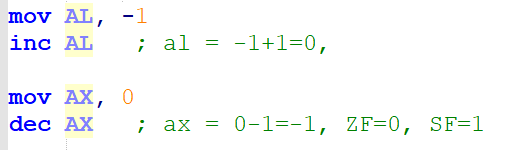 mov AL, -1
inc AL   ; al = -1+1=0,
mov AX, 0
dec AX   ; ax = 0-1=-1, ZF=0, SF=1